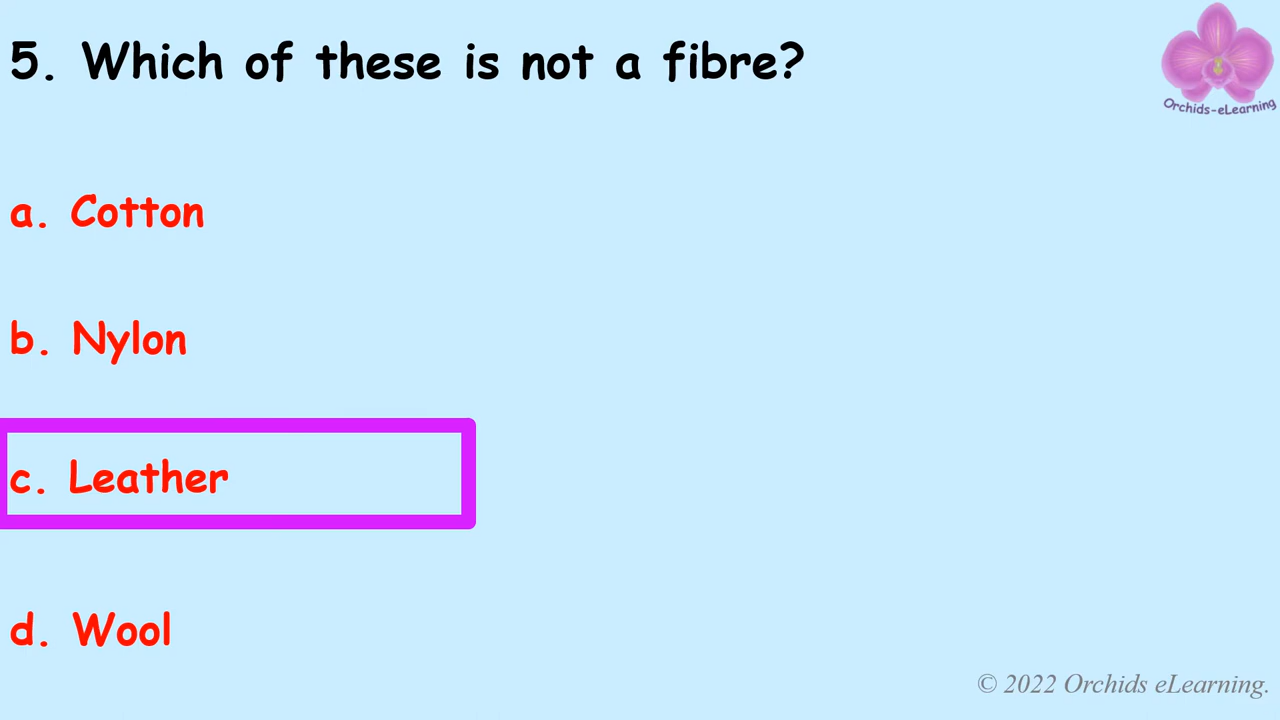 5. Which of these is not a fibre?
Orchids-eLearning
a. Cotton
b. Nylon
c. Leather
d. Wool
© 2022 Orchids eLearning.